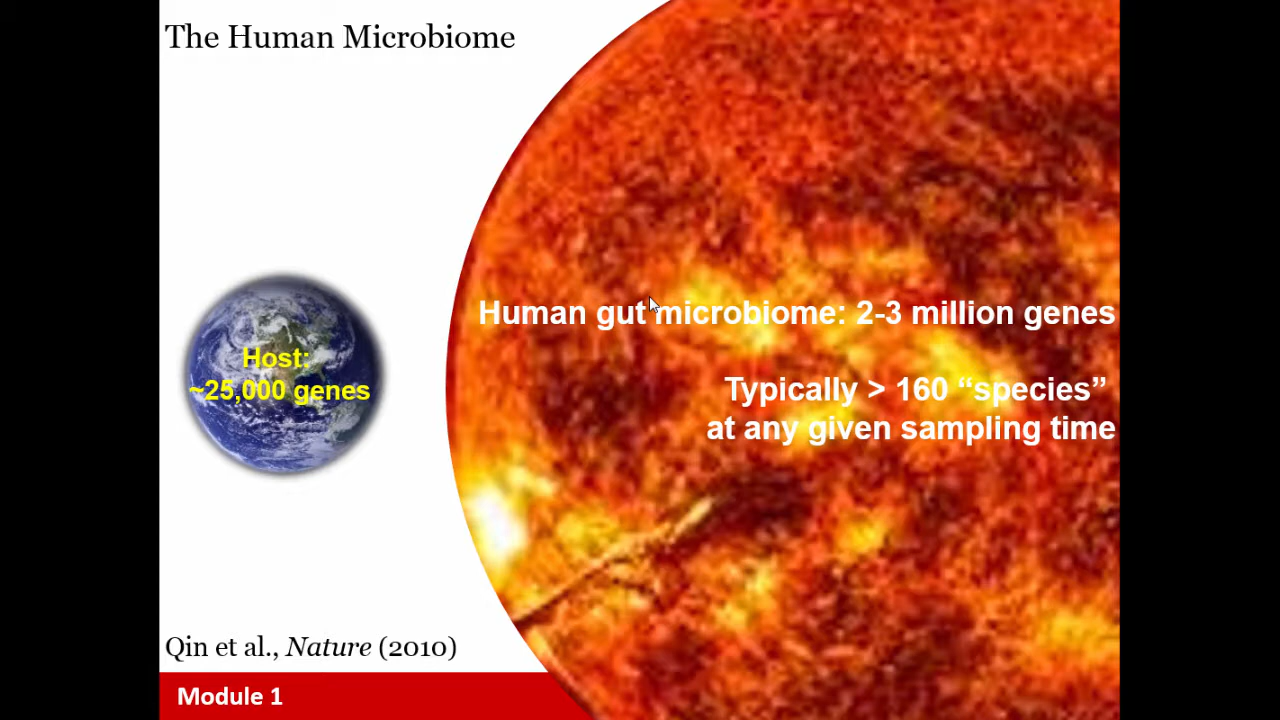 The Human Microbiome
Human gut microbiome: 2-3 million genes
Host:
~25,000 genes
Typically > 160 “species”
at any given sampling time
Qin et al., Nature (2010)
Module 1